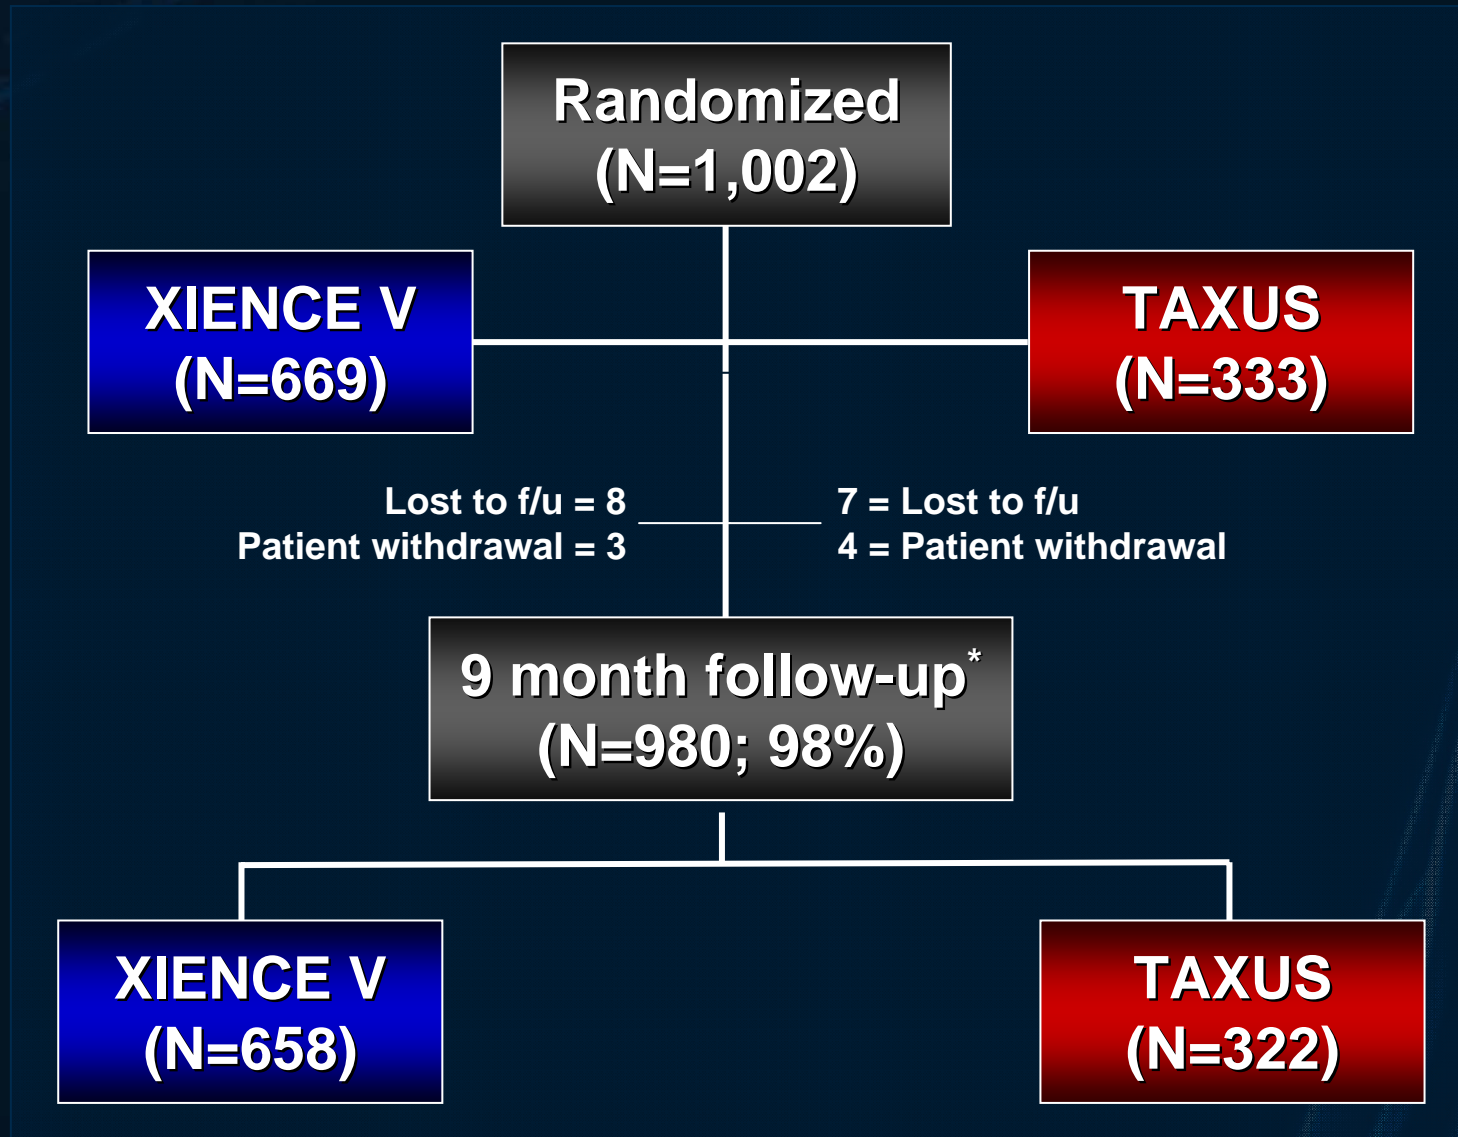 Randomized
(N=1,002)
XIENCE V
(N=669)
TAXUS
(N=333)
Lost to f/u = 8
Patient withdrawal = 3
7 = Lost to f/u
4 = Patient withdrawal
9 month follow-up*
(N=980; 98%)
XIENCE V
(N=658)
TAXUS
(N=322)